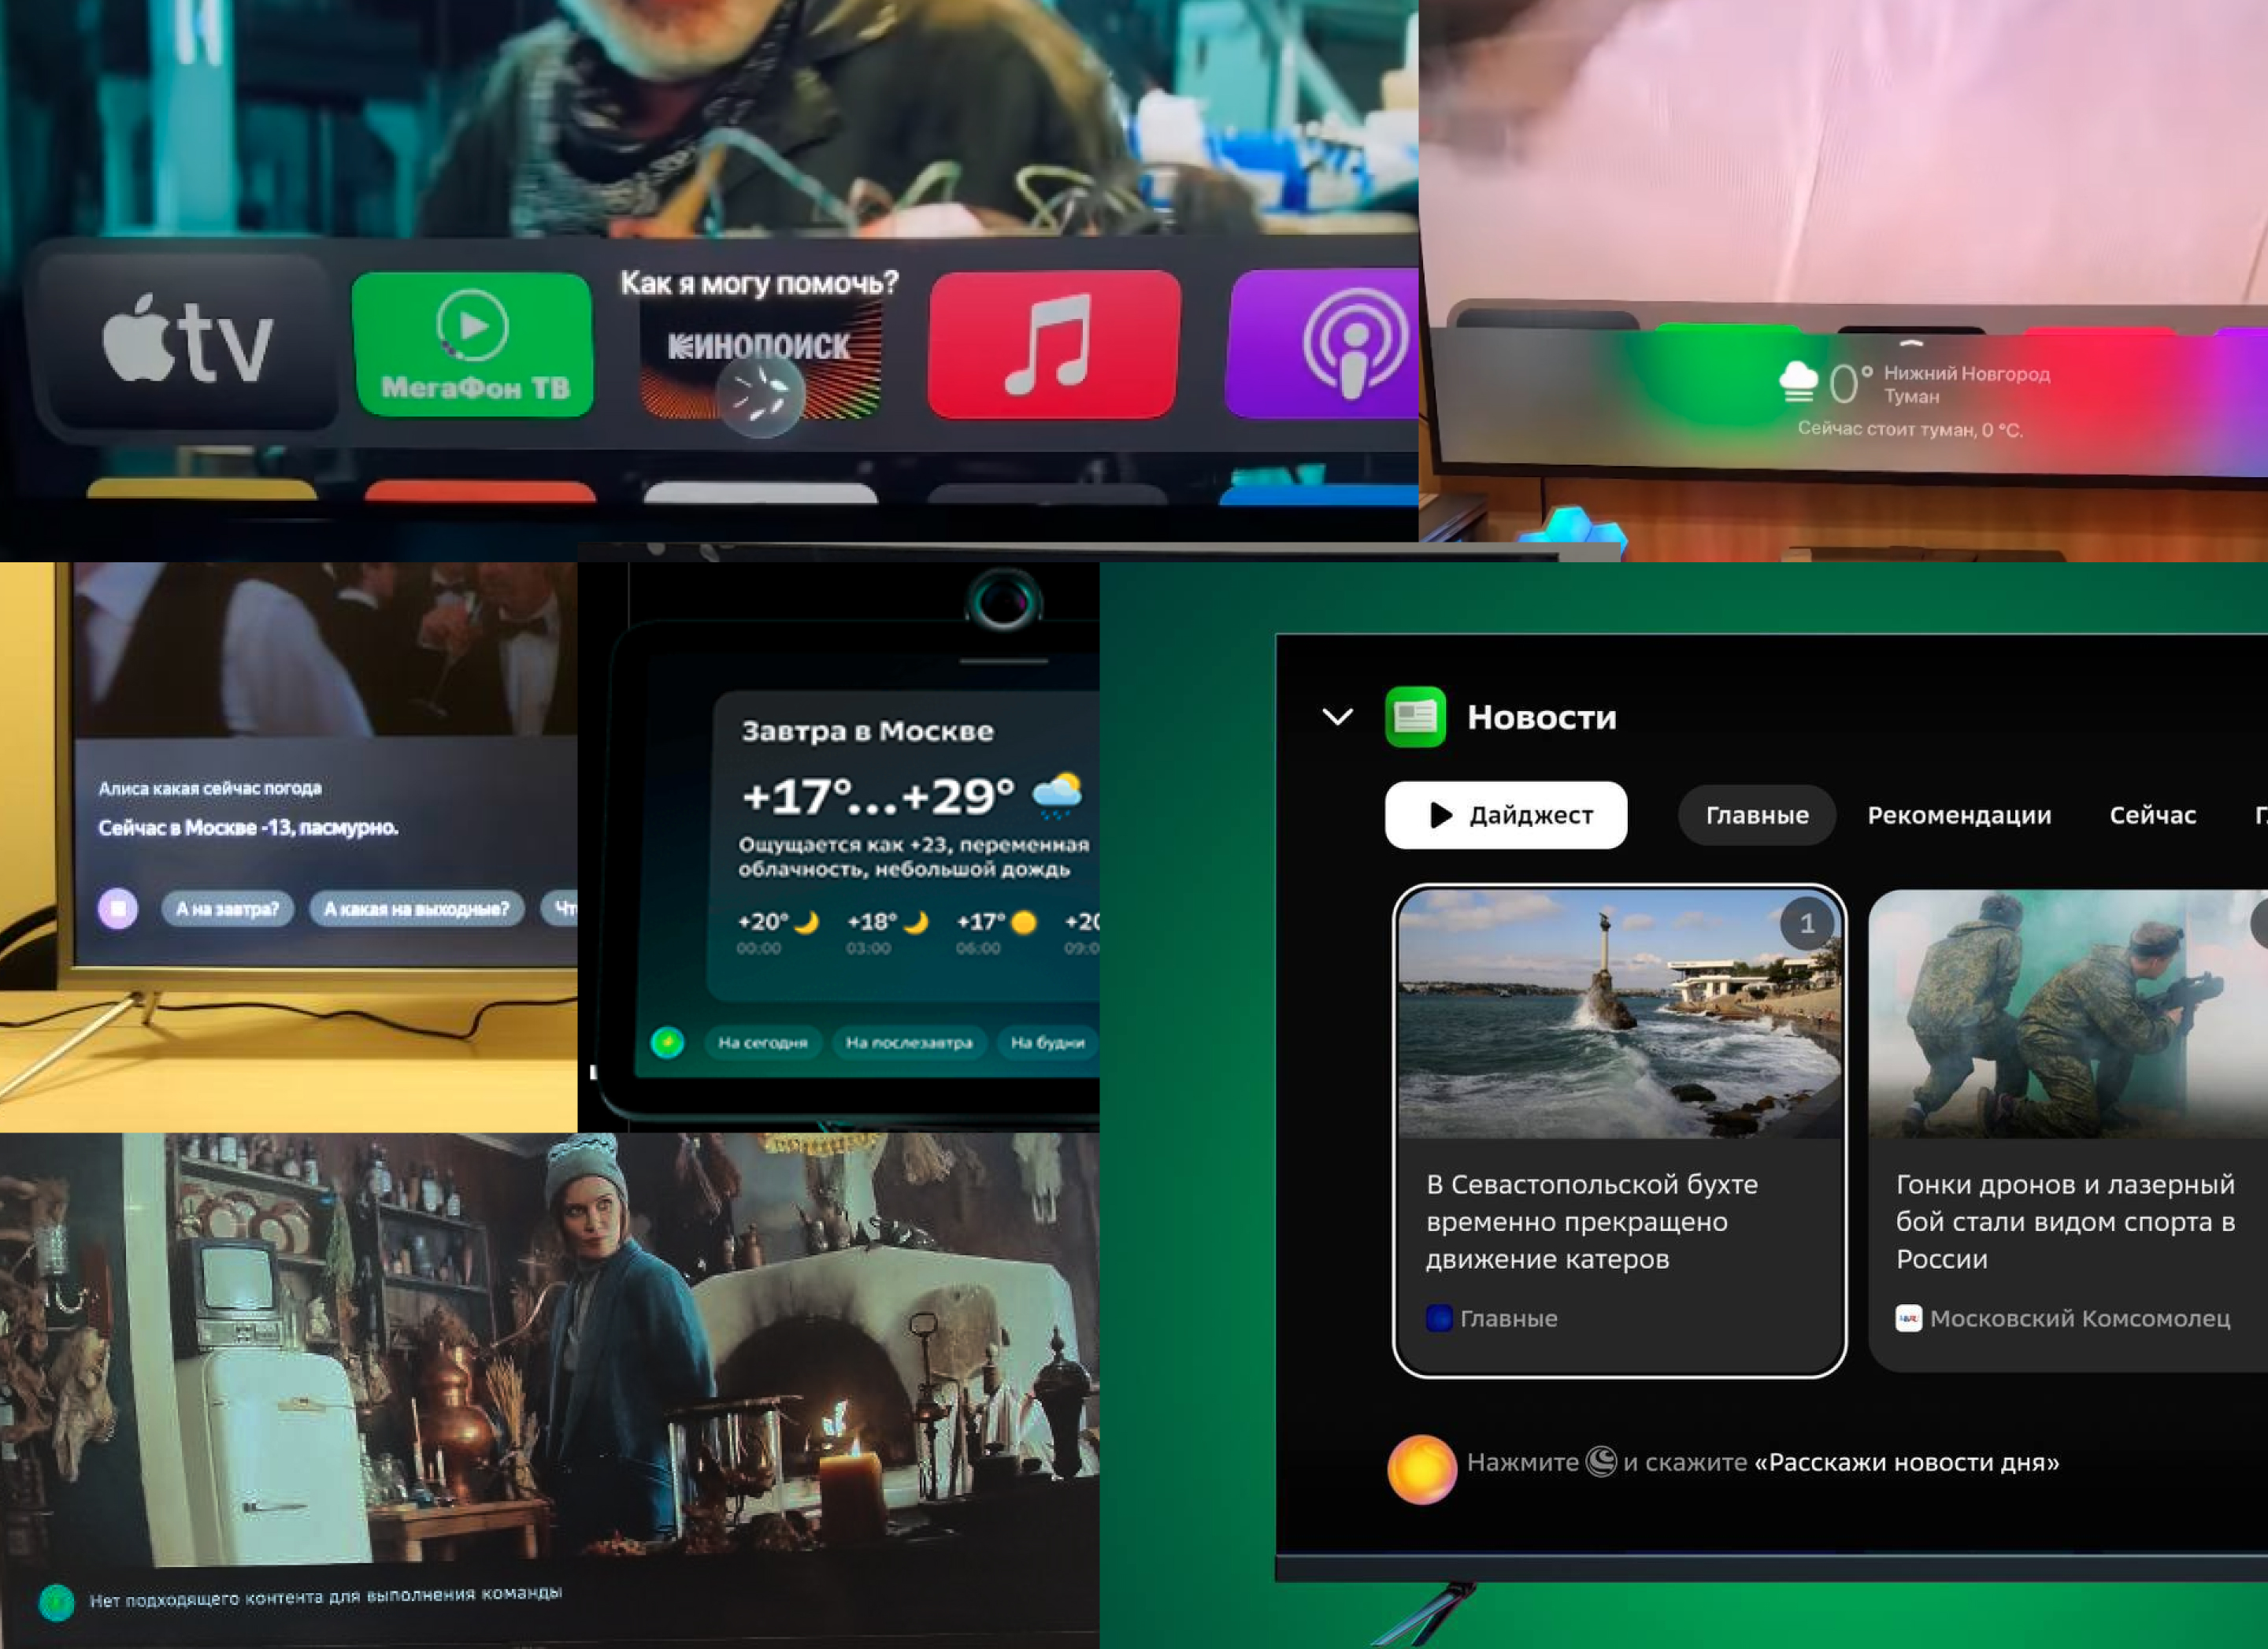 Как я могу помочь?
tv
МегаФон ТВ
КИНОПОИСК
0° Нижний Новгород
Туман
Сейчас стоит туман, 0 °C.
Алиса какая сейчас погода
Сейчас в Москве -13, пасмурно.
А на завтра?
А какая на выходные?
Чт
Завтра в Москве
+17°...+29°
Ощущается как +23, переменная
облачность, небольшой дождь
+20° +18° +17° +20
00:00 03:00 06:00 09:0
На сегодня
На послезавтра
На будни
Новости
Дайджест
Главные
Рекомендации
Сейчас
1
В Севастопольской бухте
временно прекращено
движение катеров
Главные
Гонки дронов и лазерный
бой стали видом спорта в
России
Московский Комсомолец
Нажмите и скажите «Расскажи новости дня»
Нет подходящего контента для выполнения команды